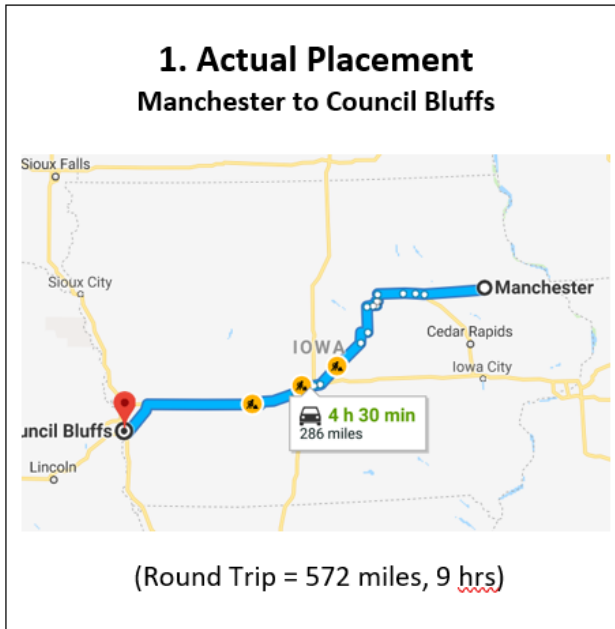 1. Actual Placement
Manchester to Council Bluffs
Sioux Falls
Sioux City
Manchester
Cedar Rapids
IOWA
Iowa City
4 h 30 min
286 miles
uncil Bluffs
Lincoln
(Round Trip = 572 miles, 9 hrs)